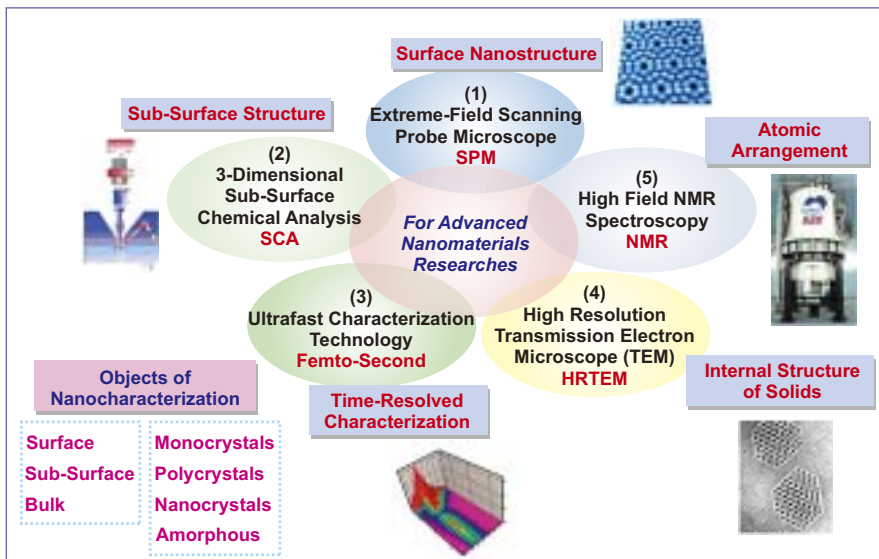 Surface Nanostructure
(1)
Extreme-Field Scanning
Probe Microscope
SPM
Sub-Surface Structure
(2)
3-Dimensional
Sub-Surface
Chemical Analysis
SCA
Atomic
Arrangement
(5)
High Field NMR
Spectroscopy
NMR
For Advanced
Nanomaterials
Researches
(3)
Ultrafast Characterization
Technology
Femto-Second
(4)
High Resolution
Transmission Electron
Microscope (TEM)
HRTEM
Objects of
Nanocharacterization
Time-Resolved
Characterization
Internal Structure
of Solids
Surface
Sub-Surface
Bulk
Monocrystals
Polycrystals
Nanocrystals
Amorphous